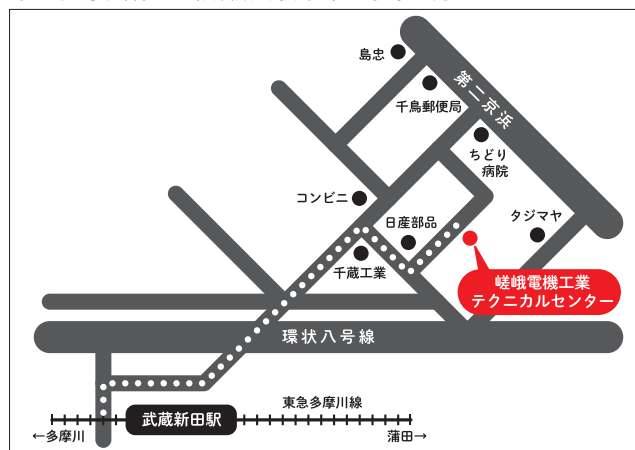 島忠
千鳥郵便局
第二京浜
ちどり
病院
コンビニ
日産部品
タジマヤ
千蔵工業
嵯峨電機工業
テクニカルセンター
環状八号線
東急多摩川線
武蔵新田駅
←多摩川
蒲田→